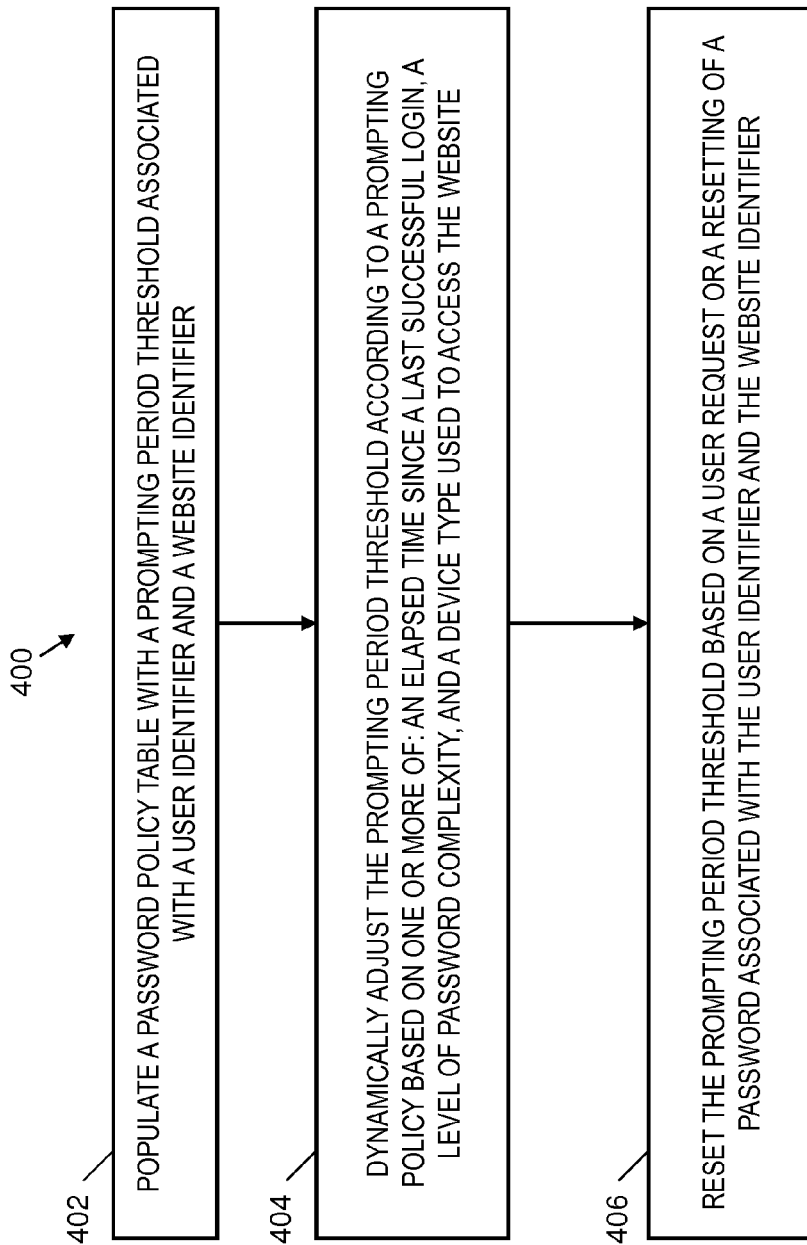 400
402
POPULATE A PASSWORD POLICY TABLE WITH A PROMPTING PERIOD THRESHOLD ASSOCIATED
WITH A USER IDENTIFIER AND A WEBSITE IDENTIFIER
404
DYNAMICALLY ADJUST THE PROMPTING PERIOD THRESHOLD ACCORDING TO A PROMPTING
POLICY BASED ON ONE OR MORE OF: AN ELAPSED TIME SINCE A LAST SUCCESSFUL LOGIN, A
LEVEL OF PASSWORD COMPLEXITY, AND A DEVICE TYPE USED TO ACCESS THE WEBSITE
406
RESET THE PROMPTING PERIOD THRESHOLD BASED ON A USER REQUEST OR A RESETTING OF A
PASSWORD ASSOCIATED WITH THE USER IDENTIFIER AND THE WEBSITE IDENTIFIER